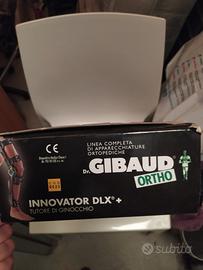 LINEA COMPLETA
DI APPARECCHIATURE
ORTOPEDICHE
CE
Dr. GIBAUD
ORTHO
INNOVATOR DLX®+
TUTORE DI GINOCCHIO
subito